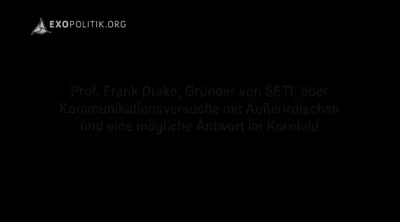 EXOPOLITIK.ORG
Prof. Frank Drake, Gründer von SETI, über
Kommunikationsversuche mit Außerirdischen
und eine mögliche Antwort im Kornfeld